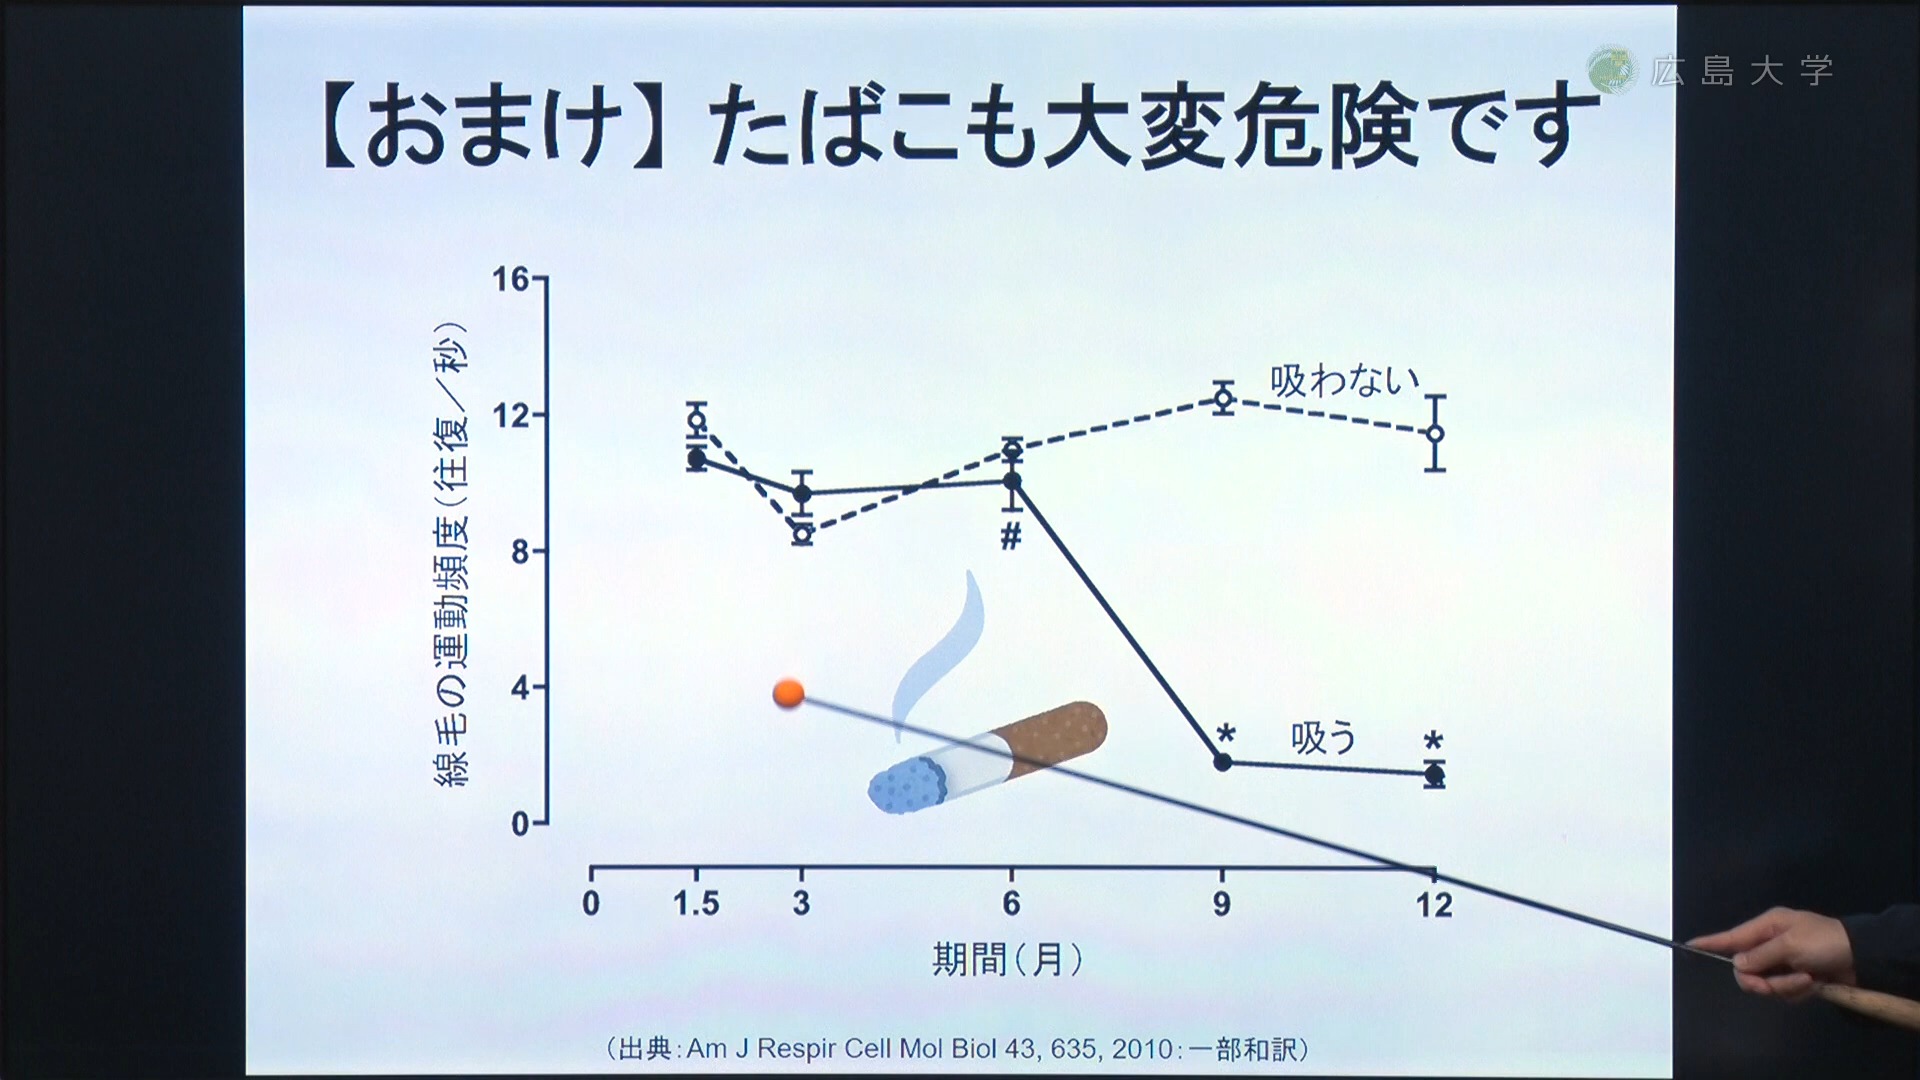 広島大学
【おまけ】たばこも大変危険です
16
12
8
4
0
線毛の運動頻度(往復/秒)
吸わない
#
*
吸う
*
0 1.5 3 6 9 12
期間(月)
(出典:Am J Respir Cell Mol Biol 43, 635, 2010:一部和訳)